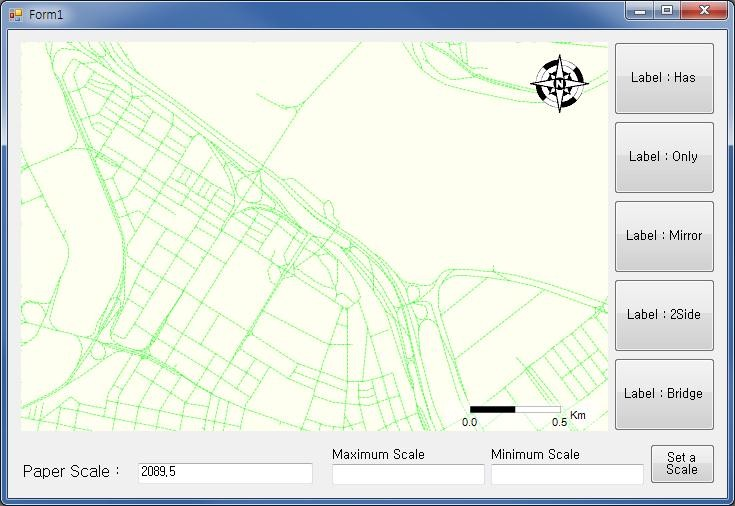 Form1
N
Label : Has
Label : Only
Label : Mirror
Label : 2Side
Label : Bridge
0.0
0.5
Km
Paper Scale :
2089.5
Maximum Scale
Minimum Scale
Set a
Scale